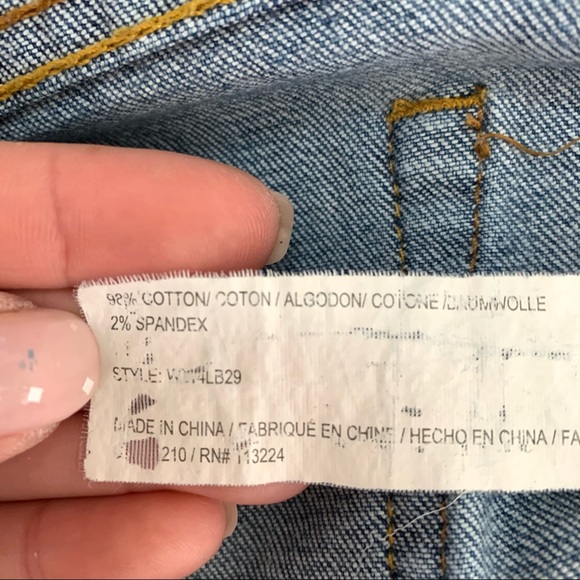 98% COTTON/ COTON / ALGODON/ COTONE /BAUMWOLLE
2% SPANDEX
STYLE:
MADE IN CHINA / FABRIQUÉ EN CHINE / HECHO EN CHINA / FA
210 / RN# 113224